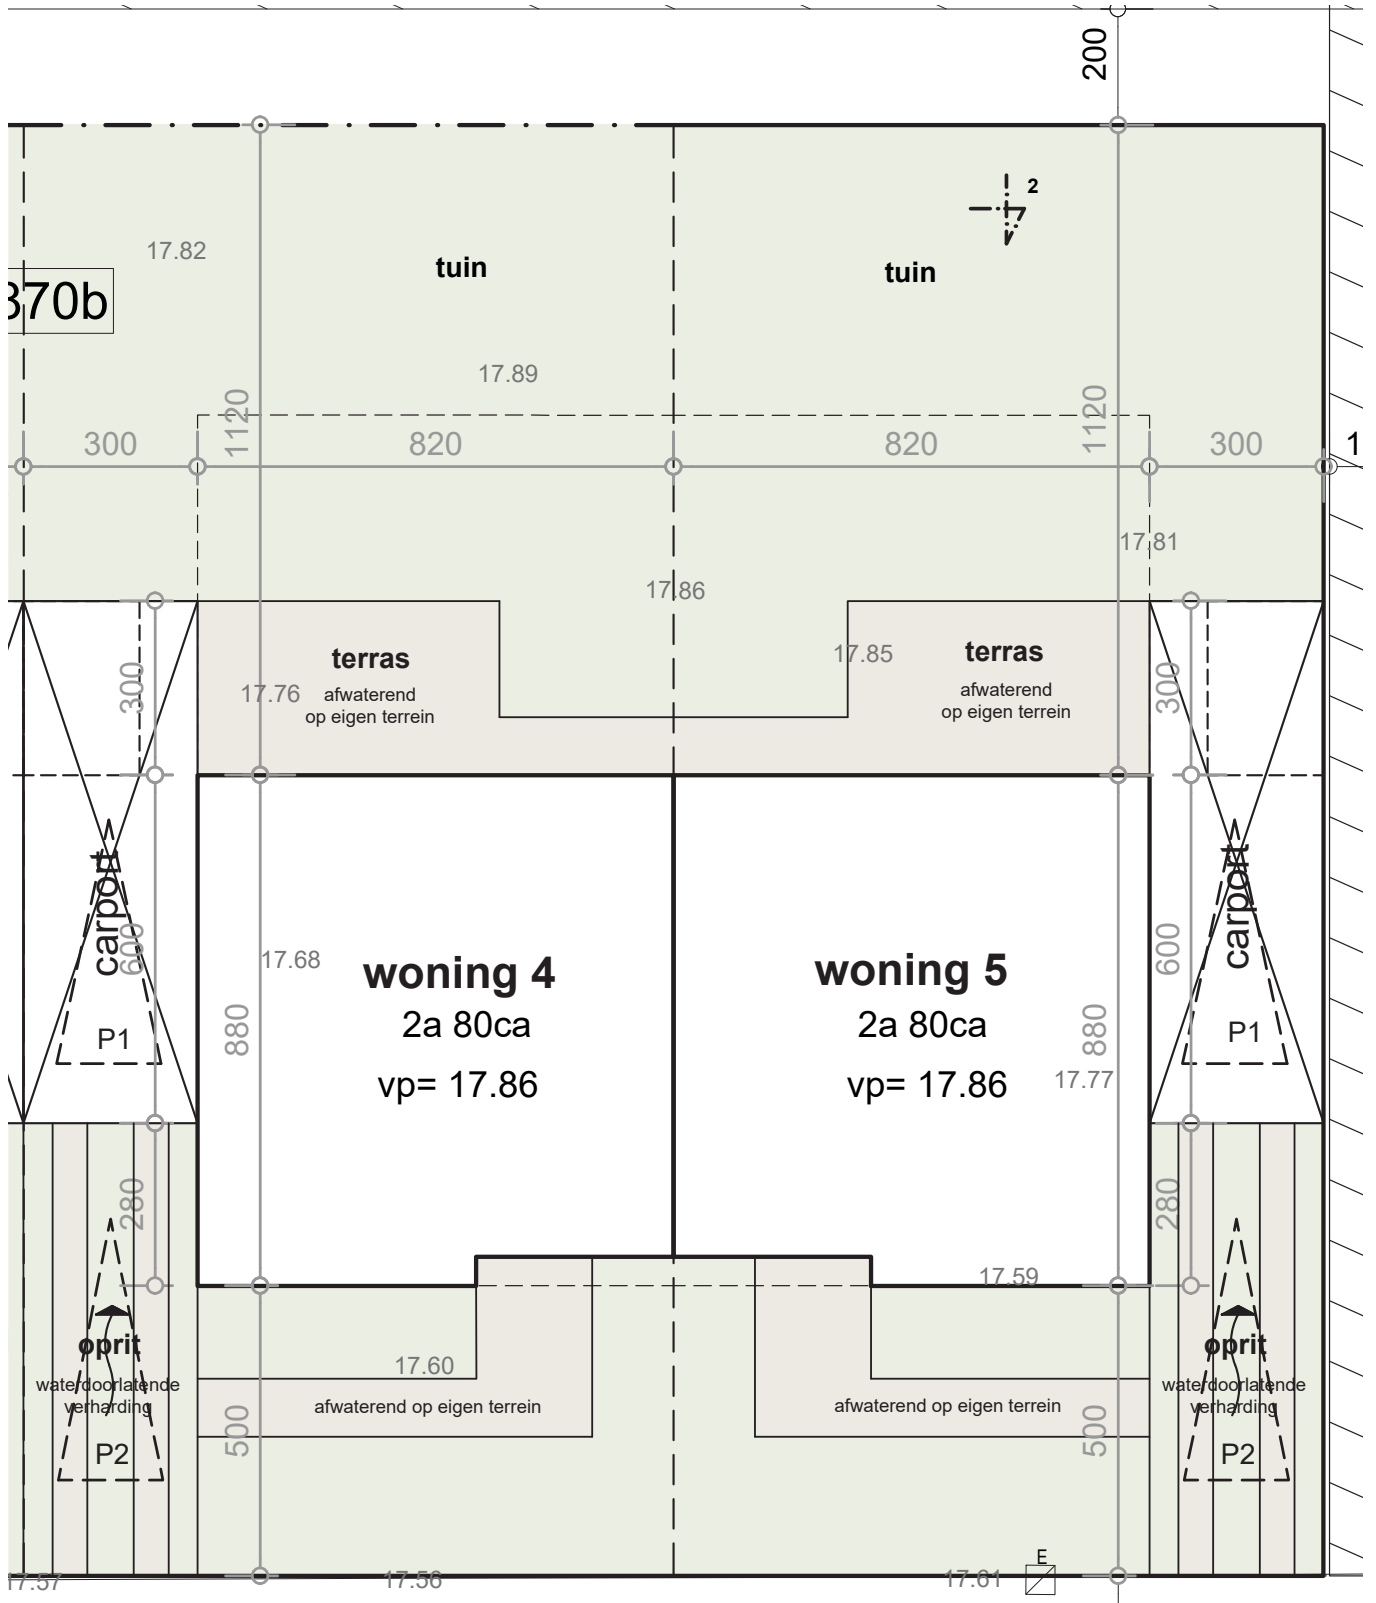 200
2
17.82
tuin
tuin
370b
17.89
1120
1120
300
820
820
300
1
17.81
17.86
terras
17.85
terras
300
17.76
afwaterend
op eigen terrein
afwaterend
op eigen terrein
300
carport
600
17.68
woning 4
woning 5
600
carport
2a 80ca
2a 80ca
P1
880
880
P1
vp= 17.86
vp= 17.86
17.77
280
280
17.59
oprit
oprit
17.60
waterdoorlatende
verharding
afwaterend op eigen terrein
afwaterend op eigen terrein
waterdoorlatende
verharding
500
500
P2
P2
E
17.57
17.56
17.61